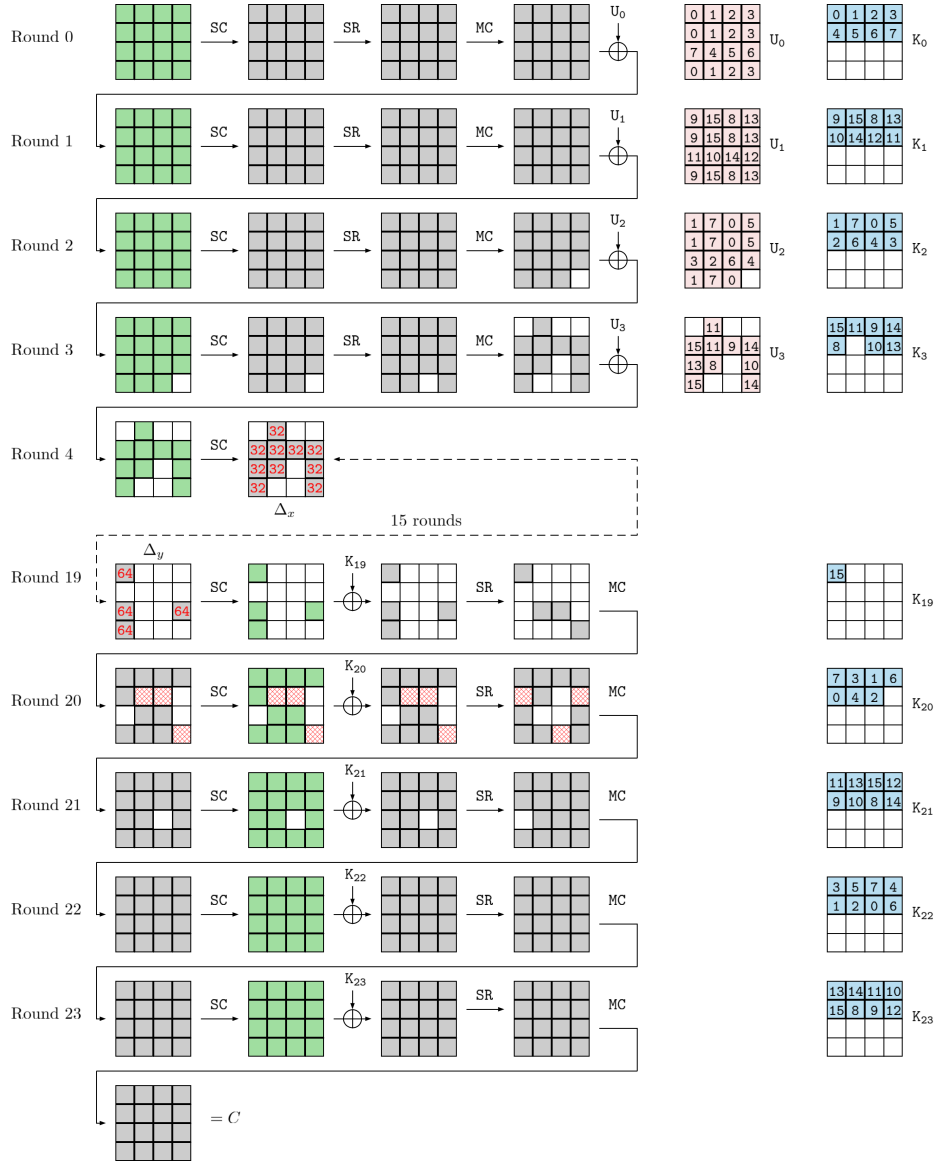 U0
0 1 2 3 0 1 2 3
Round 0 SC SR MC 0 1 2 3 U0 4 5 6 7 K0
7 4 5 6
0 1 2 3
U1
9 15 8 13 9 15 8 13
Round 1 SC SR MC 9 15 8 13 U1 10 14 12 11 K1
11 10 14 12
9 15 8 13
U2
1 7 0 5 1 7 0 5
Round 2 SC SR MC 1 7 0 5 U2 2 6 4 3 K2
3 2 6 4
1 7 0
U3
11 15 11 9 14
Round 3 SC SR MC 15 11 9 14 U3 8 10 13 K3
13 8 10
15 14
32
Round 4 SC 32 32 32 32
32 32 32
32 32
Δx
15 rounds
Δy
K19
Round 19 64 SC SR MC 15 K19
64 64
64
K20
7 3 1 6
Round 20 SC SR MC 0 4 2 K20
K21
11 13 15 12
Round 21 SC SR MC 9 10 8 14 K21
K22
3 5 7 4
Round 22 SC SR MC 1 2 0 6 K22
K23
13 14 11 10
Round 23 SC SR MC 15 8 9 12 K23
= C